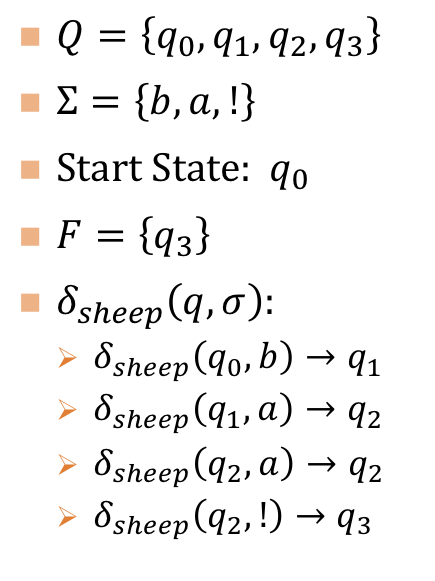 ▪ Q = {q₀, q₁, q₂, q₃}
▪ Σ = {b, a, !}
▪ Start State: q₀
▪ F = {q₃}
▪ δₛₕₑₑₚ(q, σ):
➢ δₛₕₑₑₚ(q₀, b) → q₁
➢ δₛₕₑₑₚ(q₁, a) → q₂
➢ δₛₕₑₑₚ(q₂, a) → q₂
➢ δₛₕₑₑₚ(q₂, !) → q₃